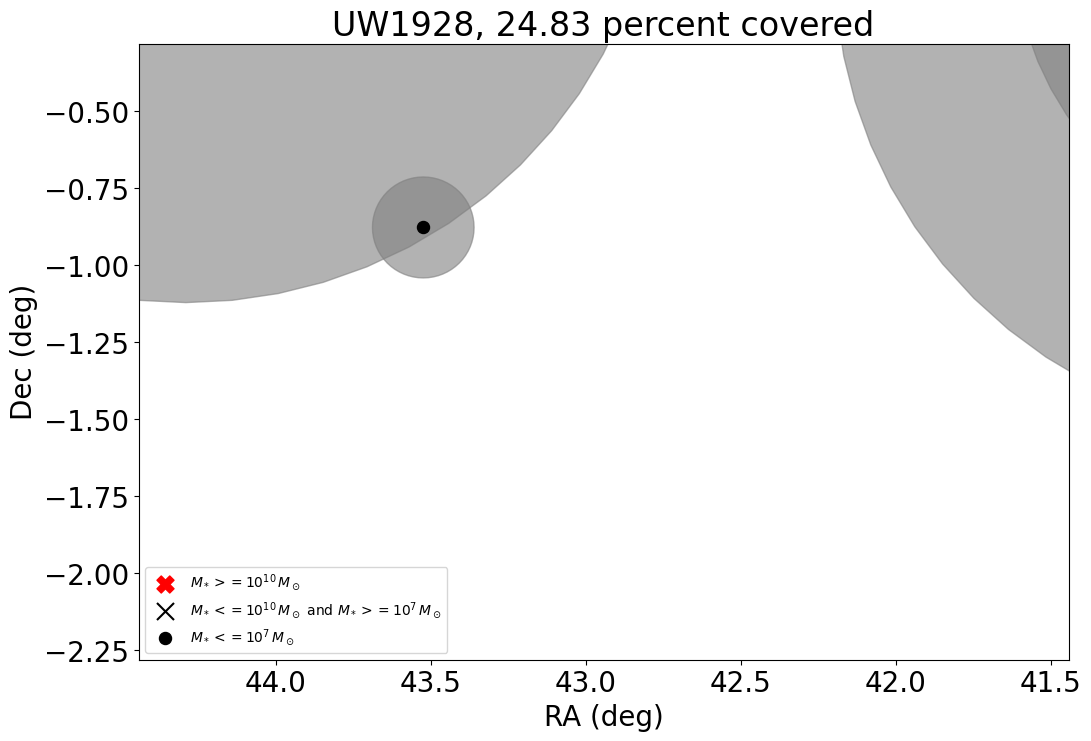 UW1928, 24.83 percent covered
−0.50
−0.75
−1.00
−1.25
−1.50
−1.75
−2.00
−2.25
Dec (deg)
M* >= 10^10 M⊙
M* <= 10^10 M⊙ and M* >= 10^7 M⊙
M* <= 10^7 M⊙
44.0 43.5 43.0 42.5 42.0 41.5
RA (deg)